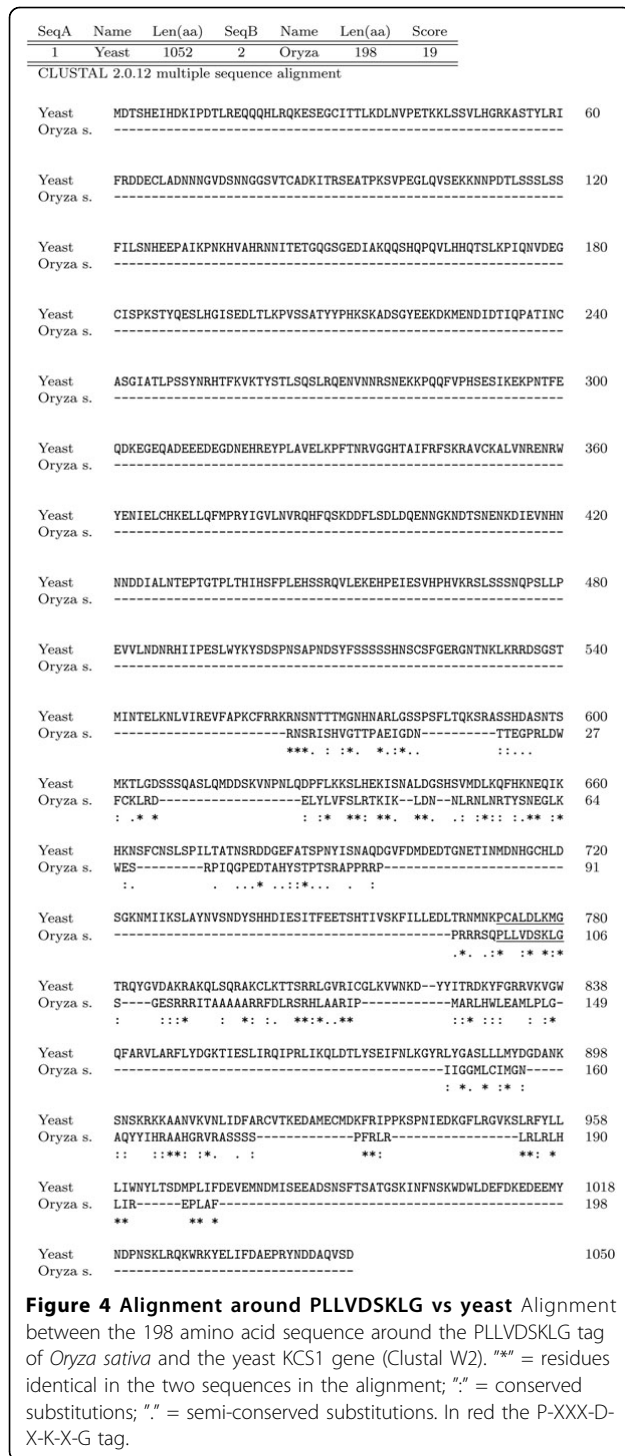 SeqA Name Len(aa) SeqB Name Len(aa) Score
1 Yeast 1052 2 Oryza 198 19
CLUSTAL 2.0.12 multiple sequence alignment
Yeast MDTSHEIHDKIPDTLREQQQHLRQKESEGCITTLKDLNVPETKKLSSVLHGRKASTYLRI 60
Oryza s. ------------------------------------------------------------
Yeast FRDDECLADNNNGVDSNNGGSVTCADKITRSEATPKSVPEGLQVSEKKNNPDTLSSSLSS 120
Oryza s. ------------------------------------------------------------
Yeast FILSNHEEPAIKPNKHVAHRNNITETGQGSGEDIAKQQSHQPQVLHHQTSLKPIQNVDEG 180
Oryza s. ------------------------------------------------------------
Yeast CISPKSTYQESLHGISEDLTLKPVSSATYYPHKSKADSGYEEKDKMENDIDTIQPATINC 240
Oryza s. ------------------------------------------------------------
Yeast ASGIATLPSSYNRHTFKVKTYSTLSQSLRQENVNNRSNEKKPQQFVPHSESIKEKPNTFE 300
Oryza s. ------------------------------------------------------------
Yeast QDKEGEQADEEEDEGDNEHREYPLAVELKPFTNRVGGHTAIFRFSKRAVCKALVNRENRW 360
Oryza s. ------------------------------------------------------------
Yeast YENIELCHKELLQFMPRYIGVLNVRQHFQSKDDFLSDLDQENNGKNDTSNENKDIEVNHN 420
Oryza s. ------------------------------------------------------------
Yeast NNDDIALNTEPTGTPLTHIHSFPLEHSSRQVLEKEHPEIESVHPHVKRSLSSSNQPSLLP 480
Oryza s. ------------------------------------------------------------
Yeast EVVLNDNRHIIPESLWYKYSDSPNSAPNDSYFSSSSSHNSCSFGERGNTNKLKRRDSGST 540
Oryza s. ------------------------------------------------------------
Yeast MINTELKNLVIREVFAPKCFRRKRNSNTTTMGNHNARLGSSPSFLTQKSRASSHDASNTS 600
Oryza s. -----------------------RNSRISHVGTTPAEIGDN----------TTEGPRLDW 27
***. : :*. *.:*.. ::...
Yeast MKTLGDSSSQASLQMDDSKVNPNLQDPFLKKSLHEKISNALDGSHSVMDLKQFHKNEQIK 660
Oryza s. FCKLRD-------------------ELYLVFSLRTKIK--LDN--NLRNLNRTYSNEGLK 64
: .* * : :* **: **. **. .: :*:: :.** :*
Yeast HKNSFCNSLSPILTATNSRDDGEFATSPNYISNAQDGVFDMDEDTGNETINMDNHGCHLD 720
Oryza s. WES---------RPIQGPEDTAHYSTPTSRAPPRRP------------------------ 91
:. . ...* ..::*... . :
Yeast SGKNMIIKSLAYNVSNDYSHHDIESITFEETSHTIVSKFILLEDLTRNMNKPCALDLKMG 780
Oryza s. ---------------------------------------------PRRRSQPLLVDSKLG 106
.*. .:* :* *:*
Yeast TRQYGVDAKRAKQLSQRAKCLKTTSRRLGVRICGLKVWNKD--YYITRDKYFGRRVKVGW 838
Oryza s. S----GESRRRITAAAAARRFDLRSRHLAARIP------------MARLHWLEAMLPLG- 149
: :::* *: :. **:*..** ::* ::: : :*
Yeast QFARVLARFLYDGKTIESLIRQIPRLIKQLDTLYSEIFNLKGYRLYGASLLLMYDGDANK 898
Oryza s. --------------------------------------------IIGGMLCIMGN----- 160
: *. * :* :
Yeast SNSKRKKAANVKVNLIDFARCVTKEDAMECMDKFRIPPKSPNIEDKGFLRGVKSLRFYLL 958
Oryza s. AQYYIHRAAHGRVRASSSS--------------PFRLR-----------------LRLRLH 190
:: ::**: :*. . : **: **: *
Yeast LIWNYLTSDMPLIFDEVEMNDMISEEADSNSFTSATGSKINFNSKWDWLDEFDKEDEEMY 1018
Oryza s. LIR------EPLAF---------------------------------------------- 198
** ** *
Yeast NDPNSKLRQKWRKYELIFDAEPRYNDDAQVSD 1050
Oryza s. --------------------------------
Figure 4 Alignment around PLLVDSKLG vs yeast Alignment
between the 198 amino acid sequence around the PLLVDSKLG tag
of Oryza sativa and the yeast KCS1 gene (Clustal W2). "*" = residues
identical in the two sequences in the alignment; ":" = conserved
substitutions; "." = semi-conserved substitutions. In red the P-XXX-D-
X-K-X-G tag.